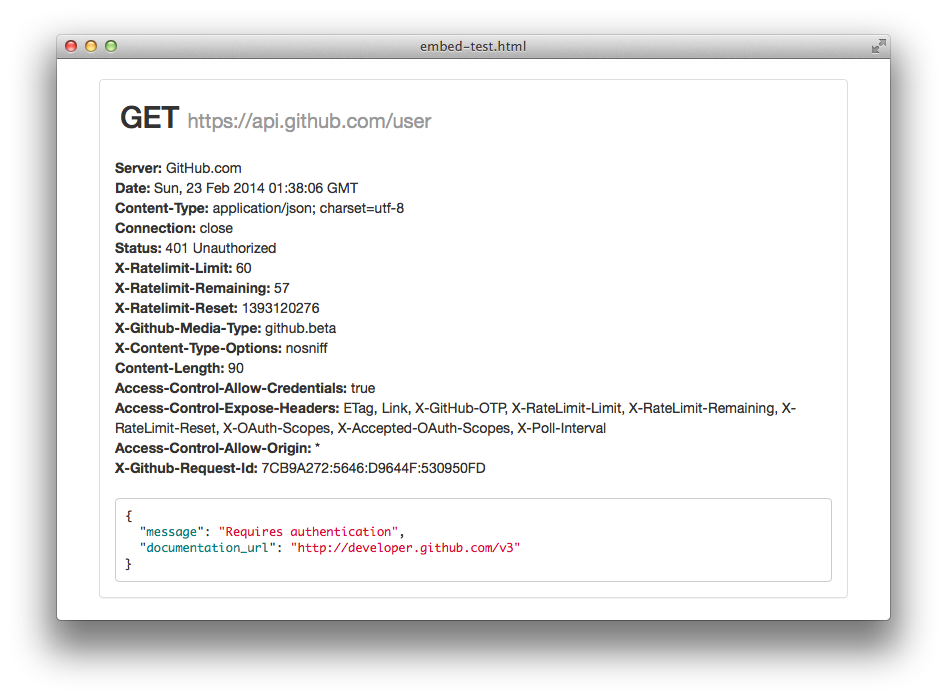 embed-test.html
GET https://api.github.com/user
Server: GitHub.com
Date: Sun, 23 Feb 2014 01:38:06 GMT
Content-Type: application/json; charset=utf-8
Connection: close
Status: 401 Unauthorized
X-Ratelimit-Limit: 60
X-Ratelimit-Remaining: 57
X-Ratelimit-Reset: 1393120276
X-Github-Media-Type: github.beta
X-Content-Type-Options: nosniff
Content-Length: 90
Access-Control-Allow-Credentials: true
Access-Control-Expose-Headers: ETag, Link, X-GitHub-OTP, X-RateLimit-Limit, X-RateLimit-Remaining, X-
RateLimit-Reset, X-OAuth-Scopes, X-Accepted-OAuth-Scopes, X-Poll-Interval
Access-Control-Allow-Origin: *
X-Github-Request-Id: 7CB9A272:5646:D9644F:530950FD
{
  "message": "Requires authentication",
  "documentation_url": "http://developer.github.com/v3"
}